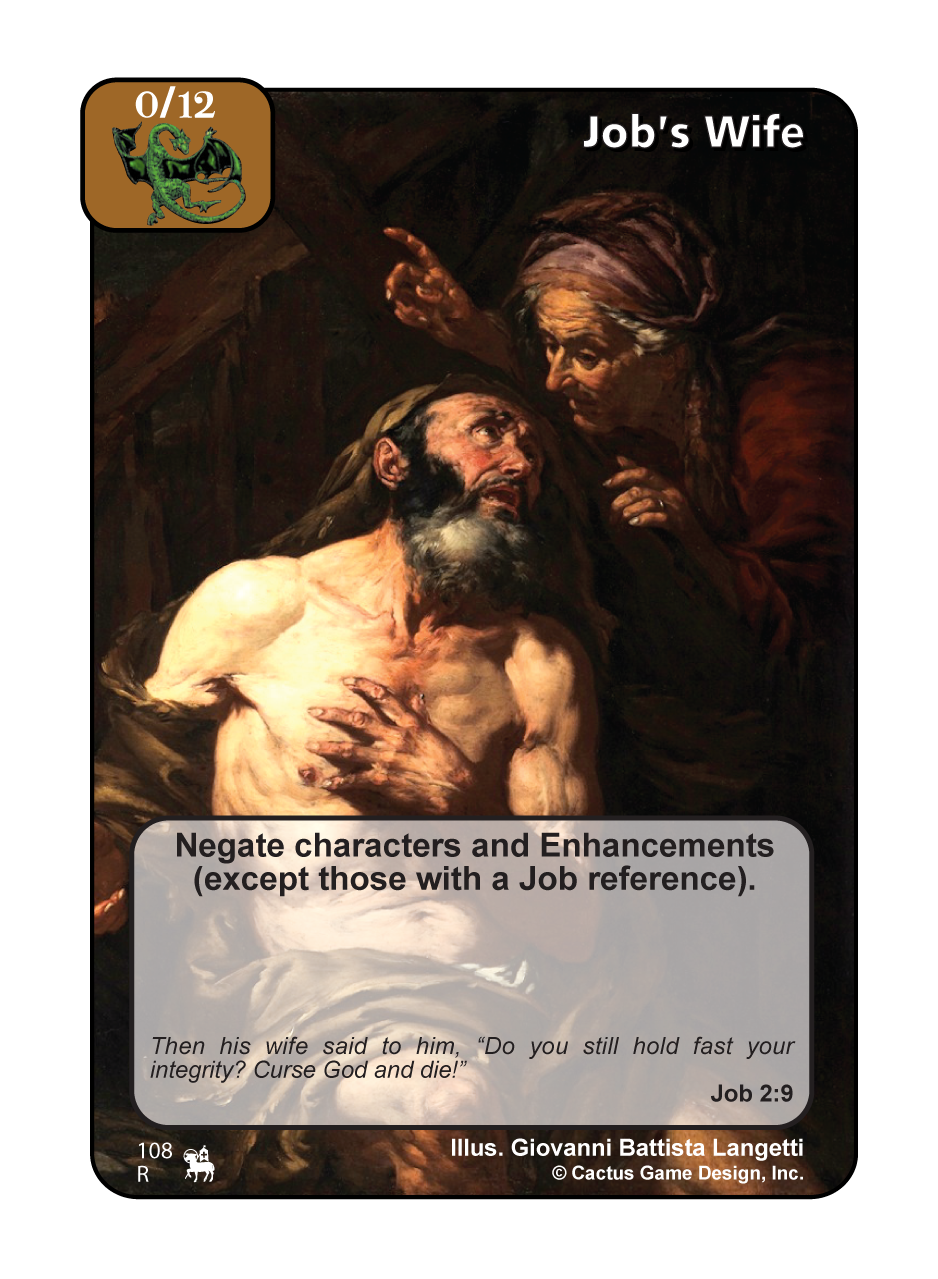 0/12
Job's Wife
Negate characters and Enhancements
(except those with a Job reference).
Then his wife said to him, “Do you still hold fast your
integrity? Curse God and die!”
Job 2:9
108
R
Illus. Giovanni Battista Langetti
© Cactus Game Design, Inc.